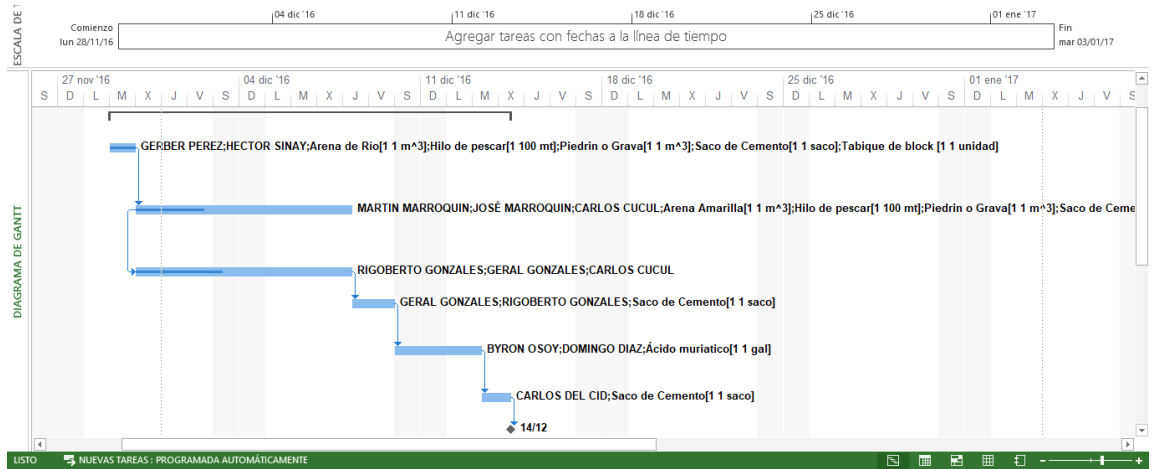 ESCALA DE T
04 dic '16 11 dic '16 18 dic '16 25 dic '16 01 ene '17
Comienzo
lun 28/11/16
Agregar tareas con fechas a la línea de tiempo
Fin
mar 03/01/17
27 nov '16 04 dic '16 11 dic '16 18 dic '16 25 dic '16 01 ene '17
S D L M X J V S D L M X J V S D L M X J V S D L M X J V S D L M X J V S D L M X J V S
DIAGRAMA DE GANTT
GERBER PEREZ;HECTOR SINAY;Arena de Río[1 1 m^3];Hilo de pescar[1 100 mt];Piedrin o Grava[1 1 m^3];Saco de Cemento[1 1 saco];Tabique de block [1 1 unidad]
MARTIN MARROQUIN;JOSÉ MARROQUIN;CARLOS CUCUL;Arena Amarilla[1 1 m^3];Hilo de pescar[1 100 mt];Piedrin o Grava[1 1 m^3];Saco de Ceme
RIGOBERTO GONZALES;GERAL GONZALES;CARLOS CUCUL
GERAL GONZALES;RIGOBERTO GONZALES;Saco de Cemento[1 1 saco]
BYRON OSOY;DOMINGO DIAZ;Ácido muriatico[1 1 gal]
CARLOS DEL CID;Saco de Cemento[1 1 saco]
14/12
LISTO NUEVAS TAREAS : PROGRAMADA AUTOMÁTICAMENTE